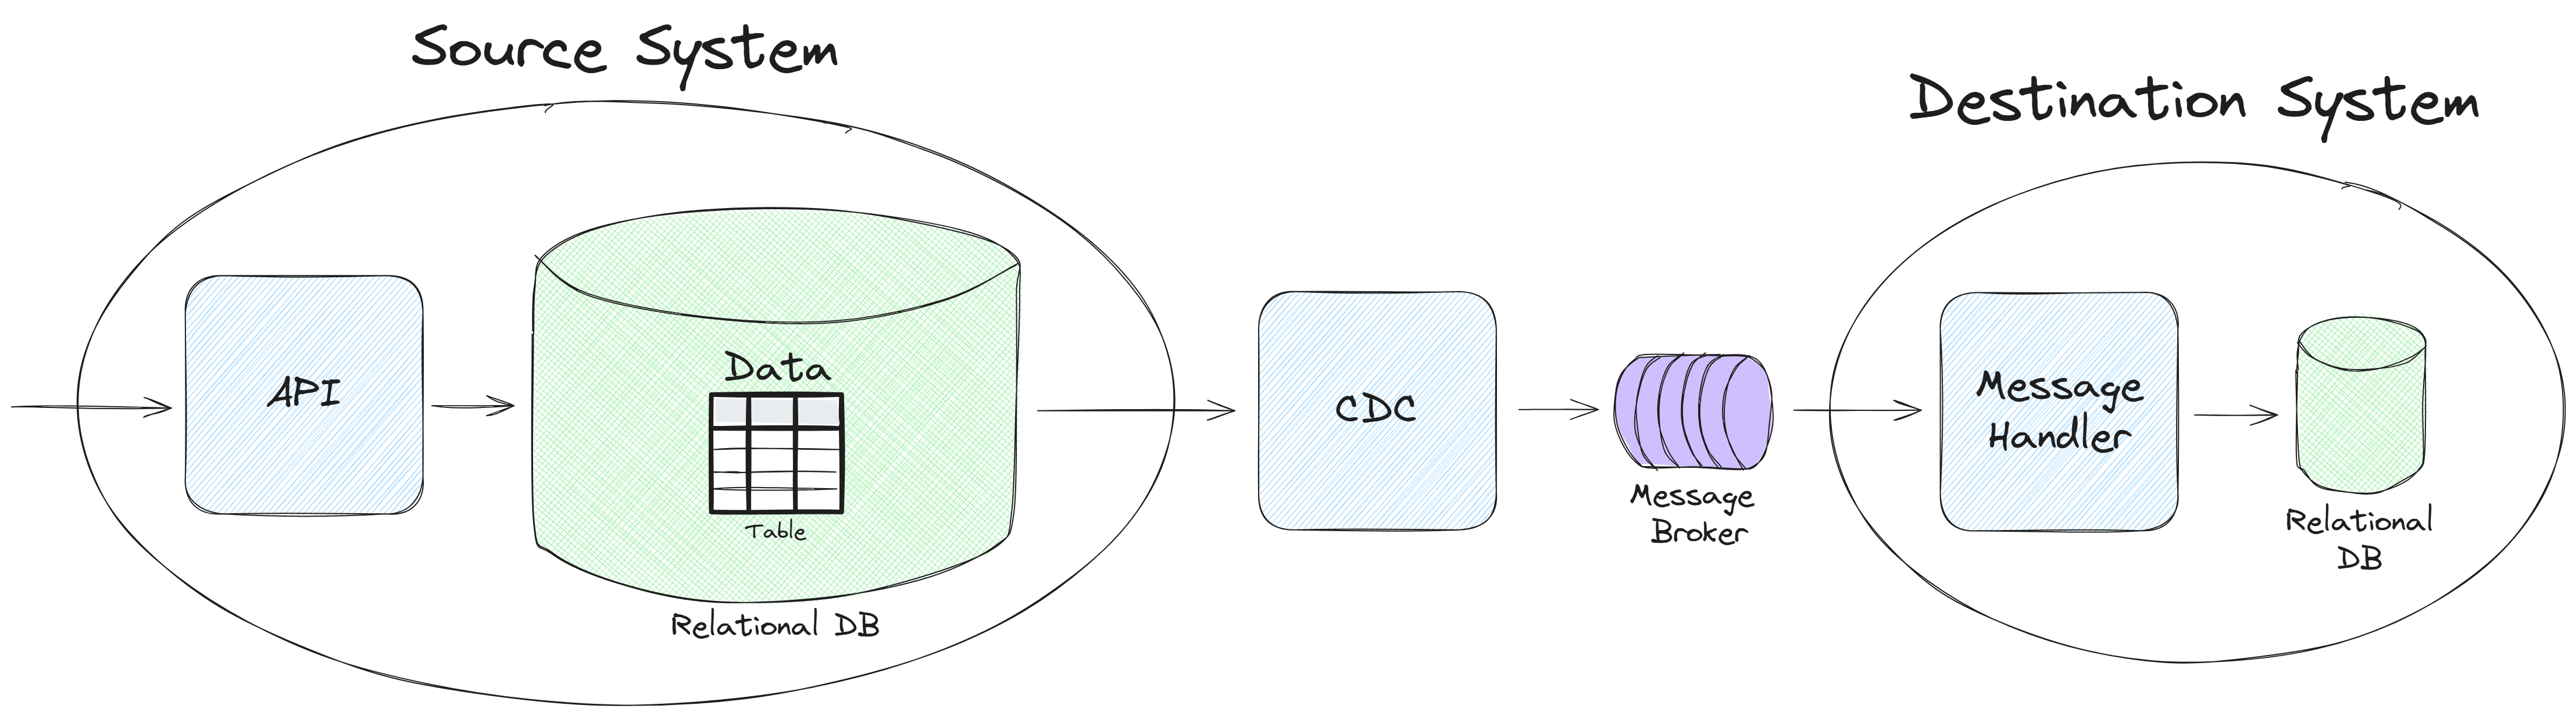 Source System
Destination System
API
Data
Table
Relational DB
CDC
Message
Broker
Message
Handler
Relational
DB